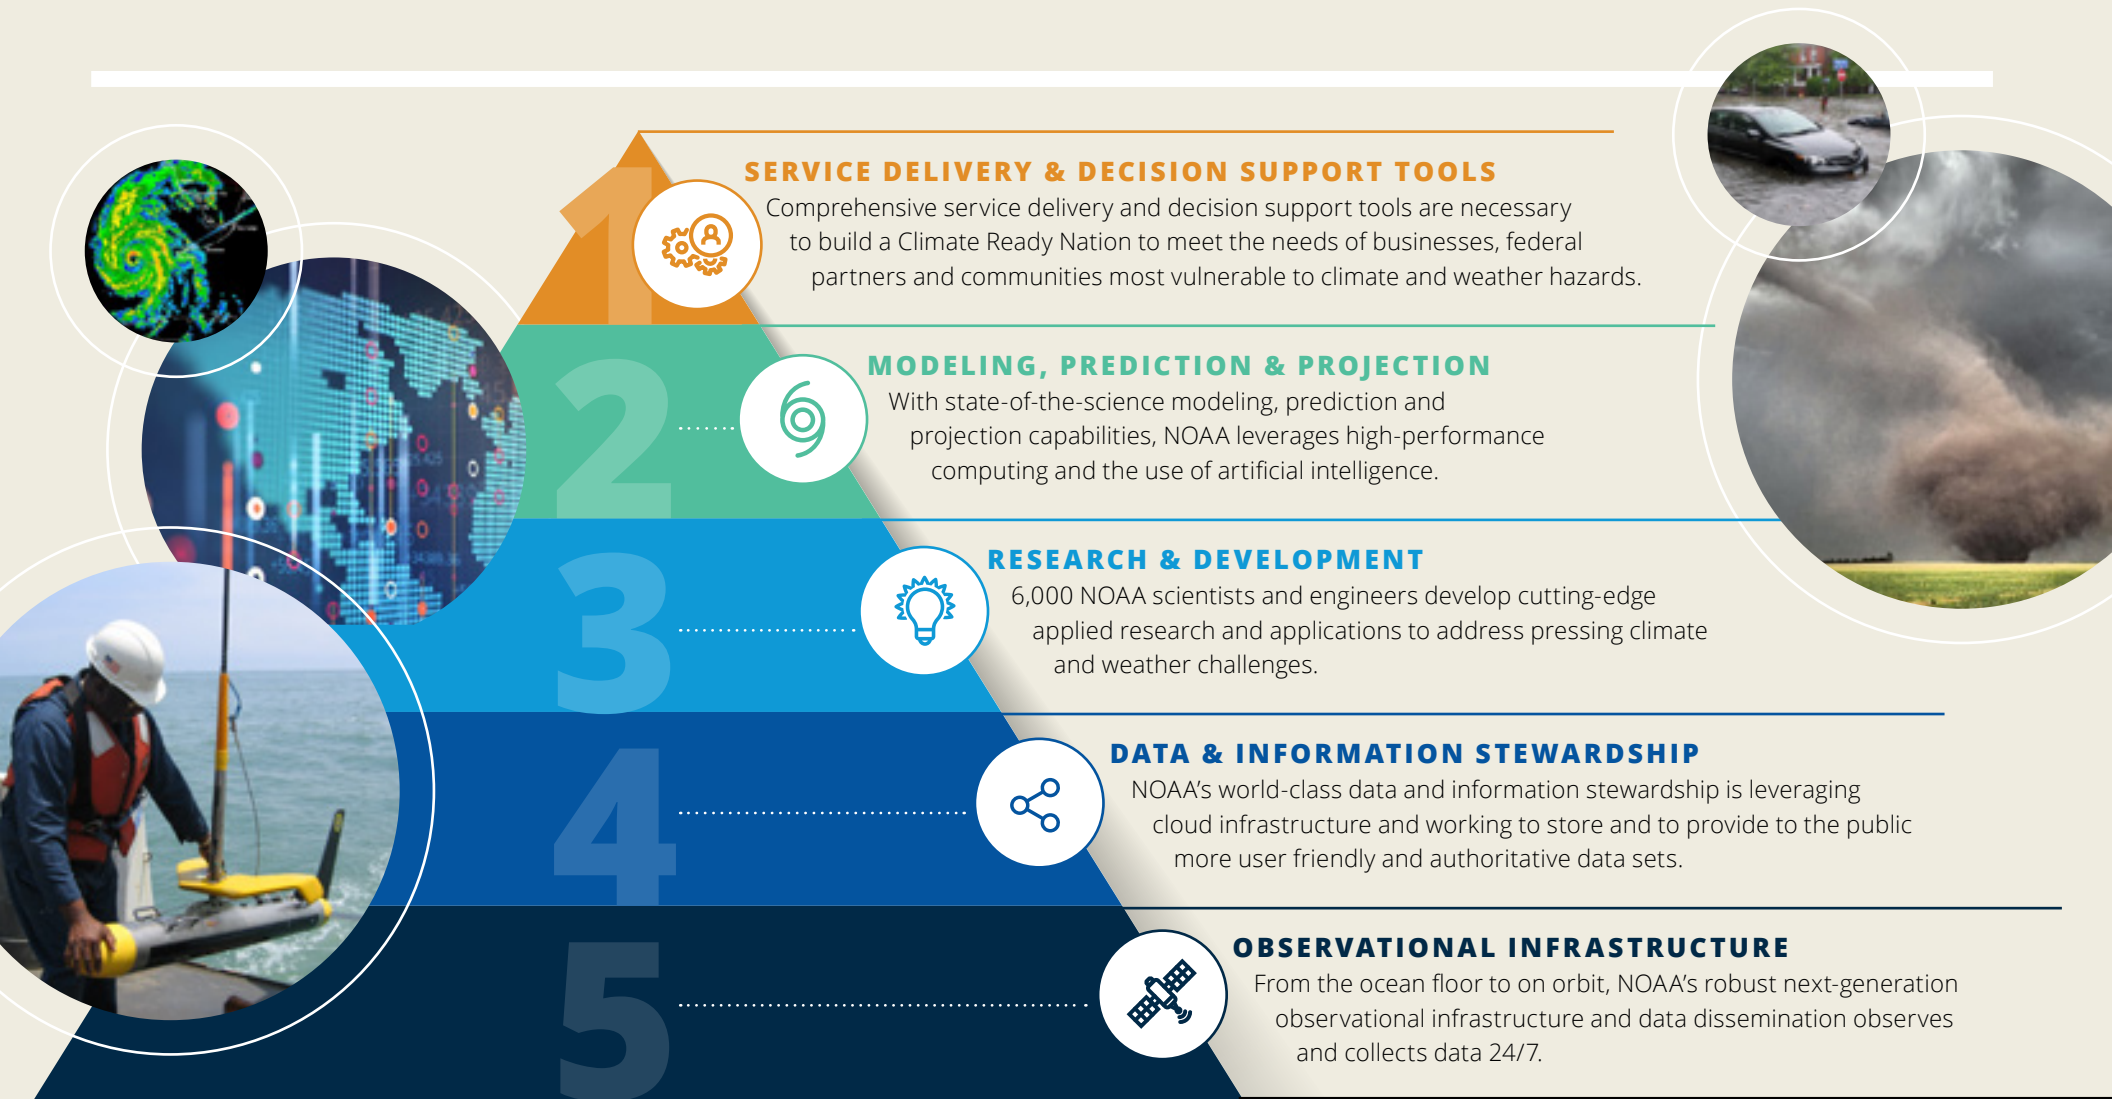 1
SERVICE DELIVERY & DECISION SUPPORT TOOLS
Comprehensive service delivery and decision support tools are necessary
to build a Climate Ready Nation to meet the needs of businesses, federal
partners and communities most vulnerable to climate and weather hazards.
2
MODELING, PREDICTION & PROJECTION
With state-of-the-science modeling, prediction and
projection capabilities, NOAA leverages high-performance
computing and the use of artificial intelligence.
3
RESEARCH & DEVELOPMENT
6,000 NOAA scientists and engineers develop cutting-edge
applied research and applications to address pressing climate
and weather challenges.
4
DATA & INFORMATION STEWARDSHIP
NOAA’s world-class data and information stewardship is leveraging
cloud infrastructure and working to store and to provide to the public
more user friendly and authoritative data sets.
5
OBSERVATIONAL INFRASTRUCTURE
From the ocean floor to on orbit, NOAA’s robust next-generation
observational infrastructure and data dissemination observes
and collects data 24/7.